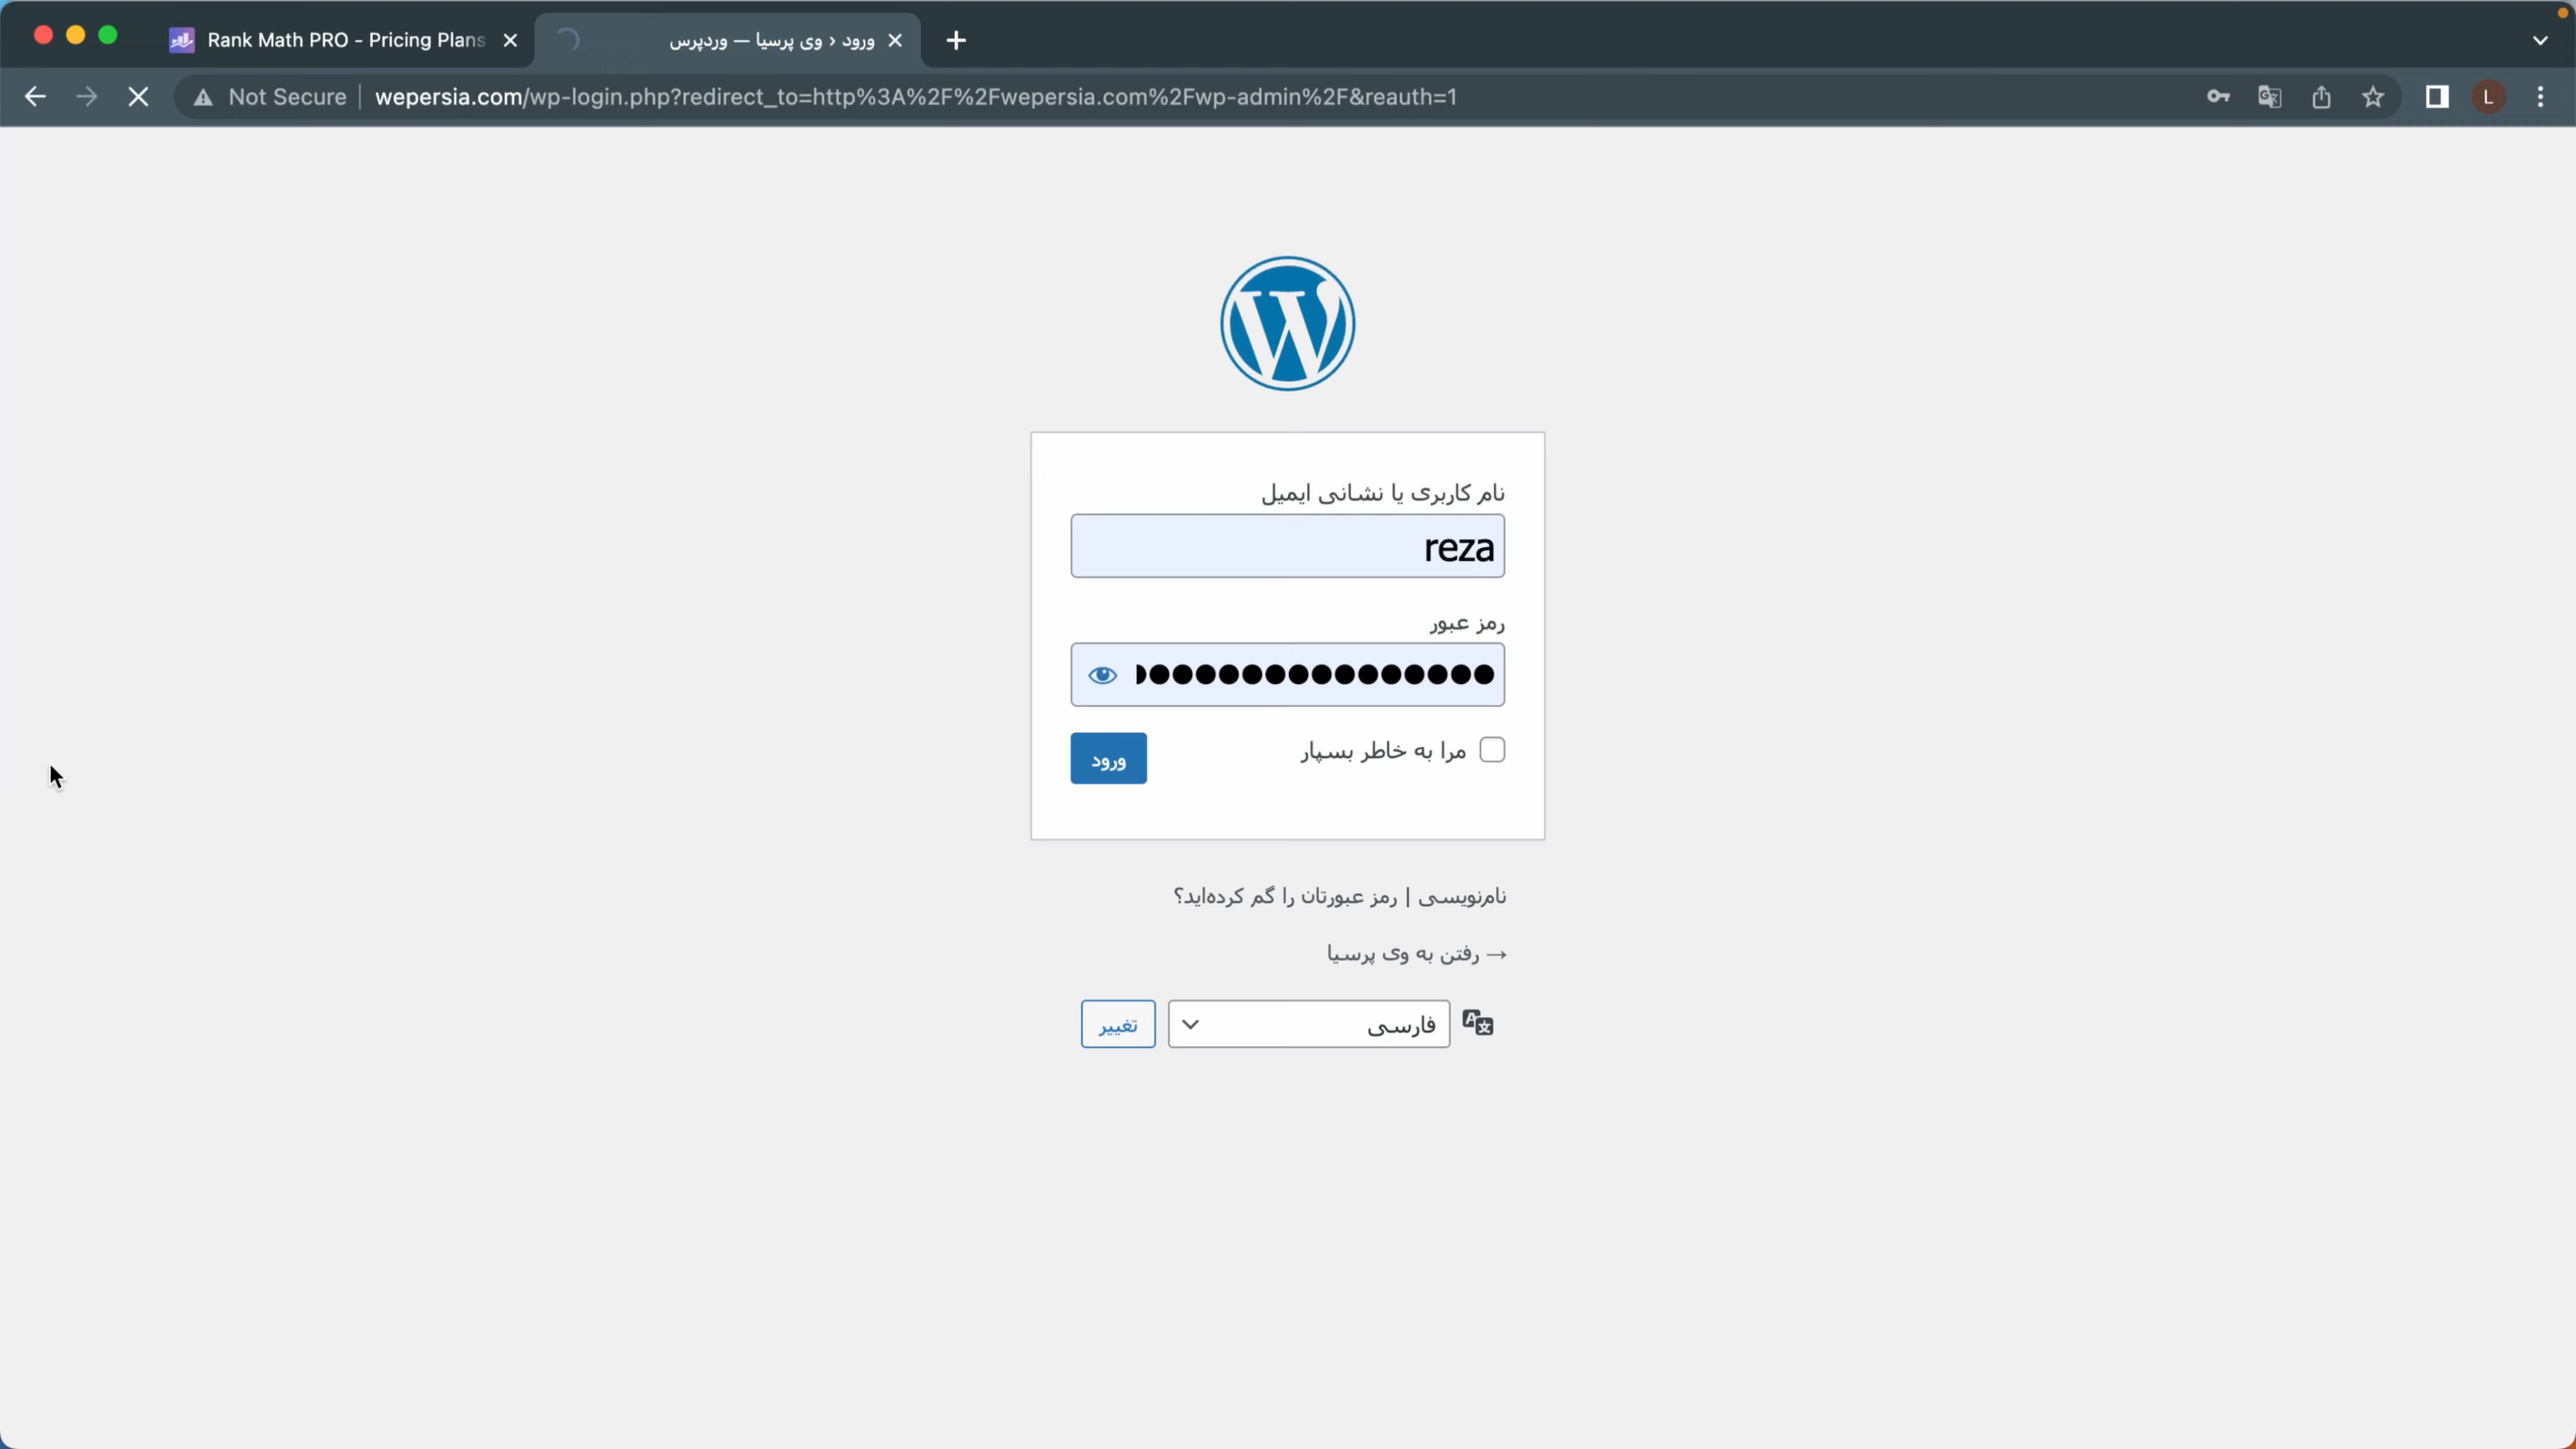 Rank Math PRO - Pricing Plans
ورود ‹ وی پرسیا — وردپرس
Not Secure
wepersia.com/wp-login.php?redirect_to=http%3A%2F%2Fwepersia.com%2Fwp-admin%2F&reauth=1
L
نام کاربری یا نشانی ایمیل
reza
رمز عبور
مرا به خاطر بسپار
ورود
نام‌نویسی | رمز عبورتان را گم کرده‌اید؟
→ رفتن به وی پرسیا
فارسی
تغییر